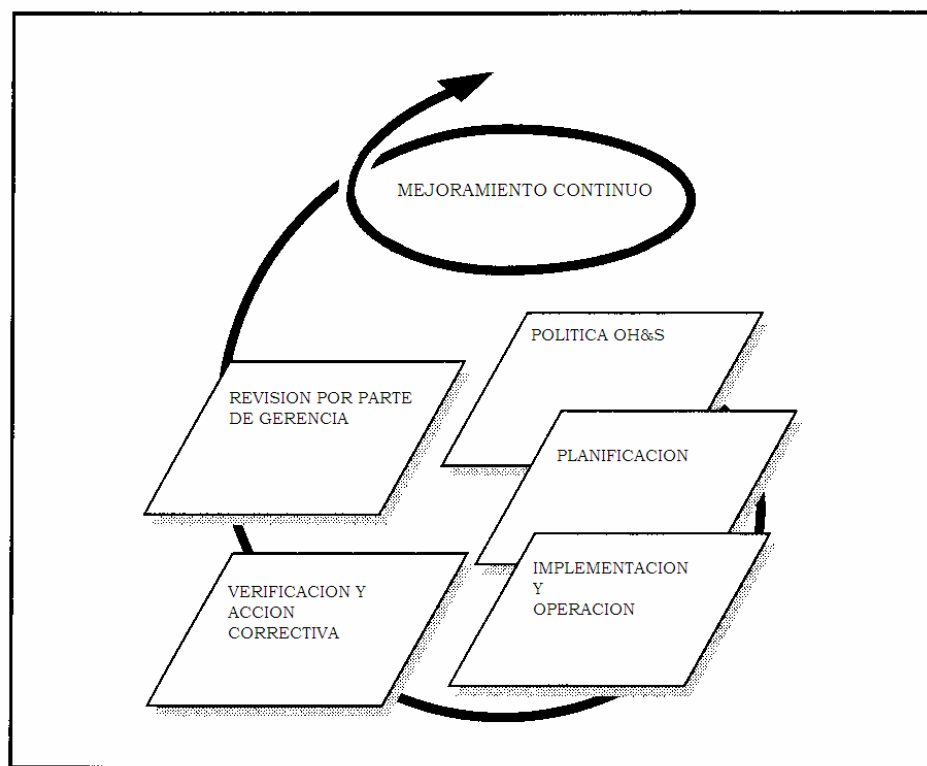 MEJORAMIENTO CONTINUO
POLITICA OH&S
REVISION POR PARTE
DE GERENCIA
PLANIFICACION
IMPLEMENTACION
Y
OPERACION
VERIFICACION Y
ACCION
CORRECTIVA